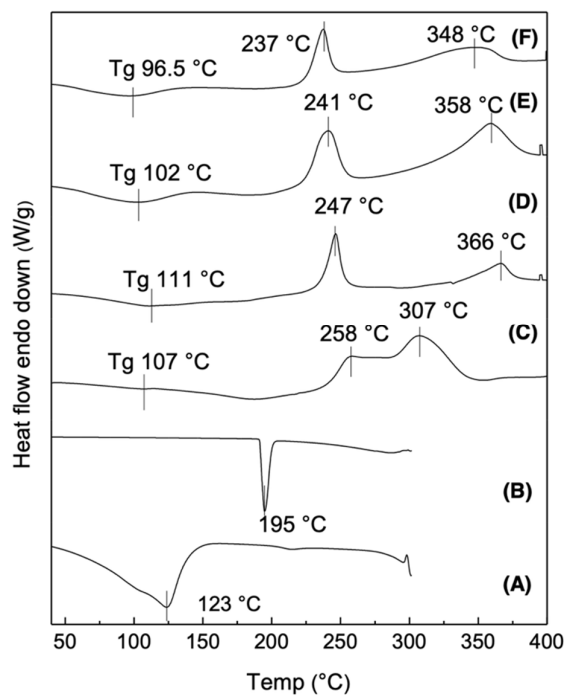 348 °C (F)
237 °C
Tg 96.5 °C
(E)
241 °C 358 °C
Tg 102 °C
(D)
247 °C
366 °C
Tg 111 °C
307 °C
(C)
258 °C
Tg 107 °C
(B)
195 °C
(A)
123 °C
Heat flow endo down (W/g)
50 100 150 200 250 300 350 400
Temp (°C)